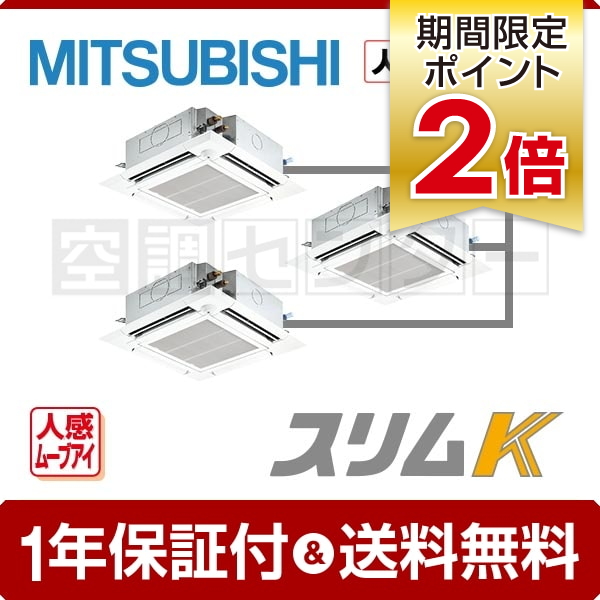 MITSUBISHI
人
期間限定
ポイント
2倍
空調センター
人感
ムーブアイ
スリムK
1年保証付&送料無料